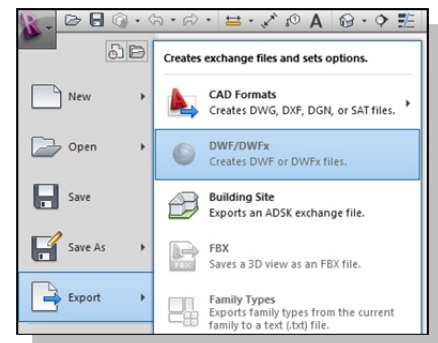 R
A
Creates exchange files and sets options.
New
CAD Formats
Creates DWG, DXF, DGN, or SAT files.
Open
DWF/DWFx
Creates DWF or DWFx files.
Save
Building Site
Exports an ADSK exchange file.
Save As
FBX
FBX
Saves a 3D view as an FBX file.
Export
Family Types
Exports family types from the current
family to a text (.txt) file.